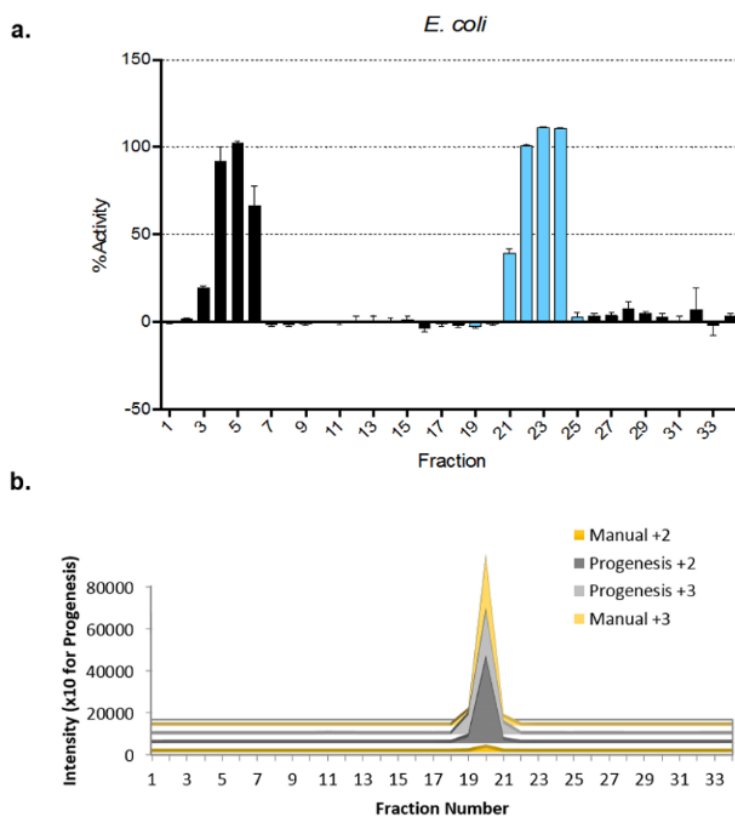 a.
E. coli
150
100
50
0
-50
%Activity
1 3 5 7 9 11 13 15 17 19 21 23 25 27 29 31 33
Fraction
b.
Manual +2
Progenesis +2
Progenesis +3
Manual +3
Intensity (x10 for Progenesis)
80000
60000
40000
20000
0
1 3 5 7 9 11 13 15 17 19 21 23 25 27 29 31 33
Fraction Number